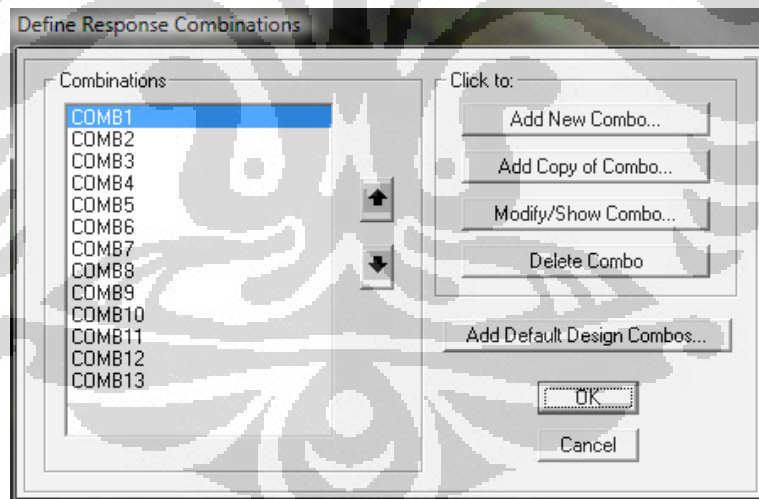 Define Response Combinations
Combinations
COMB1
COMB2
COMB3
COMB4
COMB5
COMB6
COMB7
COMB8
COMB9
COMB10
COMB11
COMB12
COMB13
Click to:
Add New Combo...
Add Copy of Combo...
Modify/Show Combo...
Delete Combo
Add Default Design Combos...
OK
Cancel